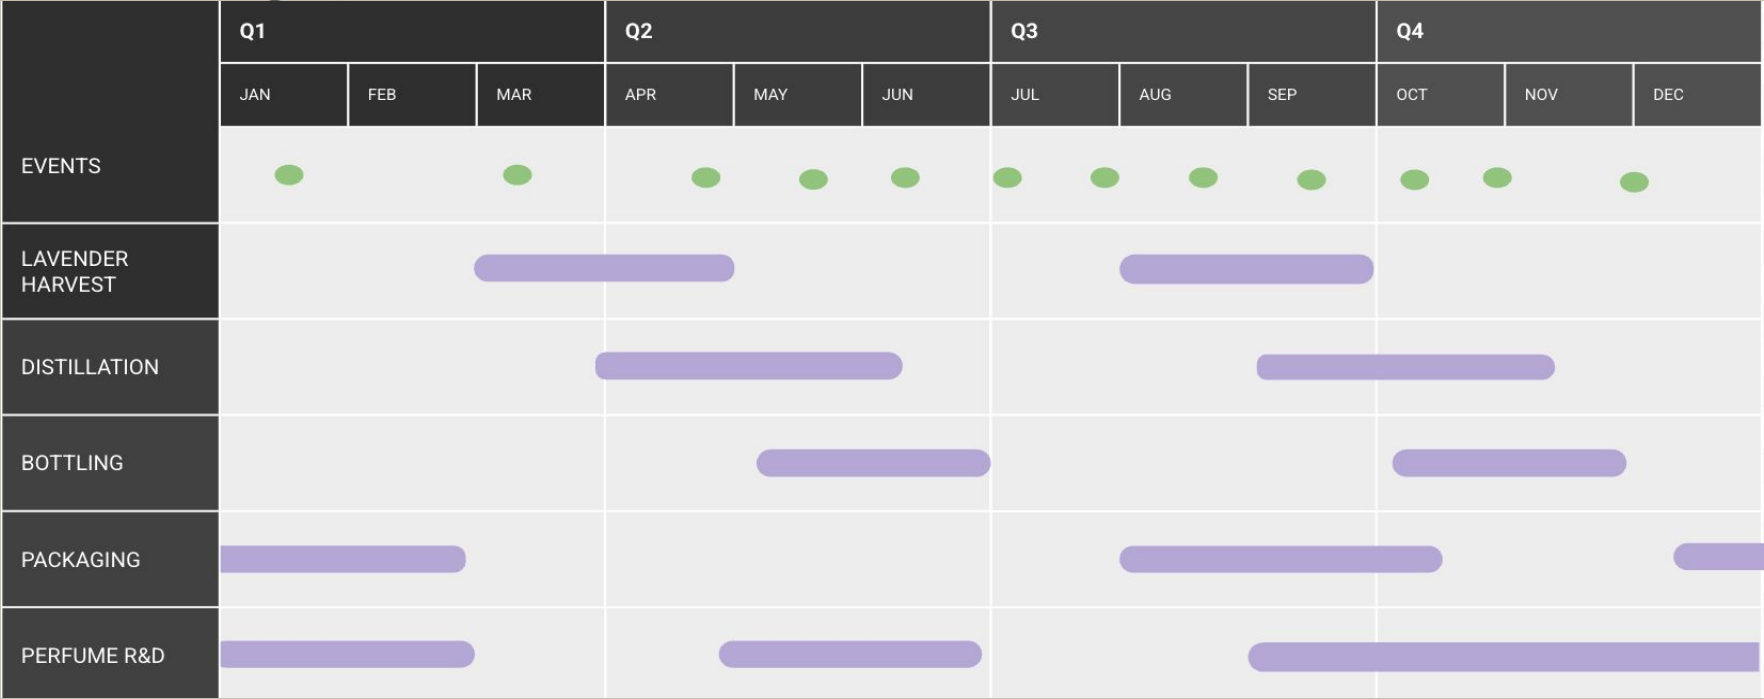 Q1
Q2
Q3
Q4
JAN
FEB
MAR
APR
MAY
JUN
JUL
AUG
SEP
OCT
NOV
DEC
EVENTS
LAVENDER
HARVEST
DISTILLATION
BOTTLING
PACKAGING
PERFUME R&D